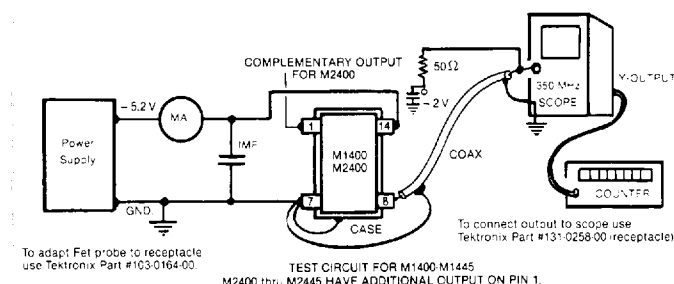 COMPLEMENTARY OUTPUT
FOR M2400
50Ω
-2V
350 MHz
SCOPE
Y-OUTPUT
-5.2V
MA
1
14
Power
Supply
1MF
M1400
M2400
COAX
7
8
GND.
CASE
COUNTER
To connect output to scope use
Tektronix Part #131-0258-00 (receptacle)
To adapt Fet probe to receptacle
use Tektronix Part #103-0164-00.
TEST CIRCUIT FOR M1400-M1445
M2400 thru M2445 HAVE ADDITIONAL OUTPUT ON PIN 1.